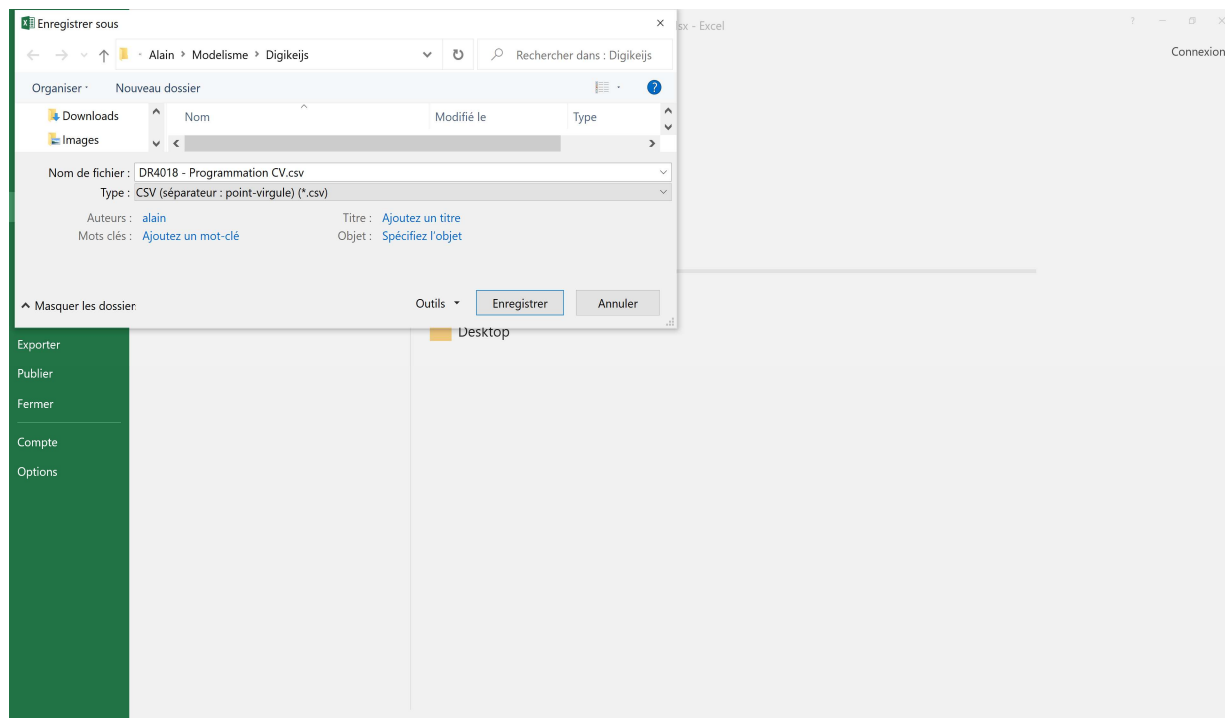 Enregistrer sous
lsx - Excel
Connexion
Alain > Modelisme > Digikeijs
Rechercher dans : Digikeijs
Organiser
Nouveau dossier
?
Downloads
Nom
Modifié le
Type
Images
Nom de fichier : DR4018 - Programmation CV.csv
Type : CSV (séparateur : point-virgule) (*.csv)
Auteurs : alain
Titre : Ajoutez un titre
Mots clés : Ajoutez un mot-clé
Objet : Spécifiez l'objet
Masquer les dossier
Outils
Enregistrer
Annuler
Desktop
Exporter
Publier
Fermer
Compte
Options